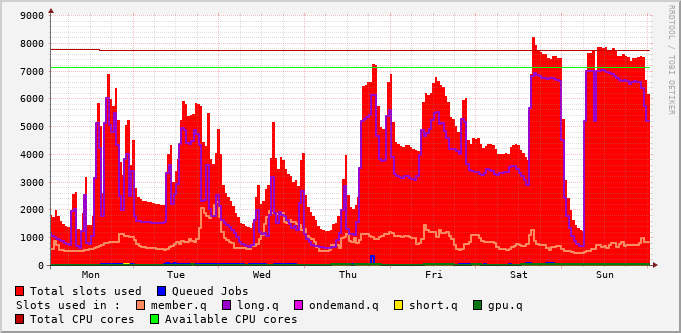 9000
8000
7000
6000
5000
4000
3000
2000
1000
0
Mon Tue Wed Thu Fri Sat Sun
RRDTOOL / TOBI OETIKER
Total slots used Queued Jobs
Slots used in : member.q long.q ondemand.q short.q gpu.q
Total CPU cores Available CPU cores